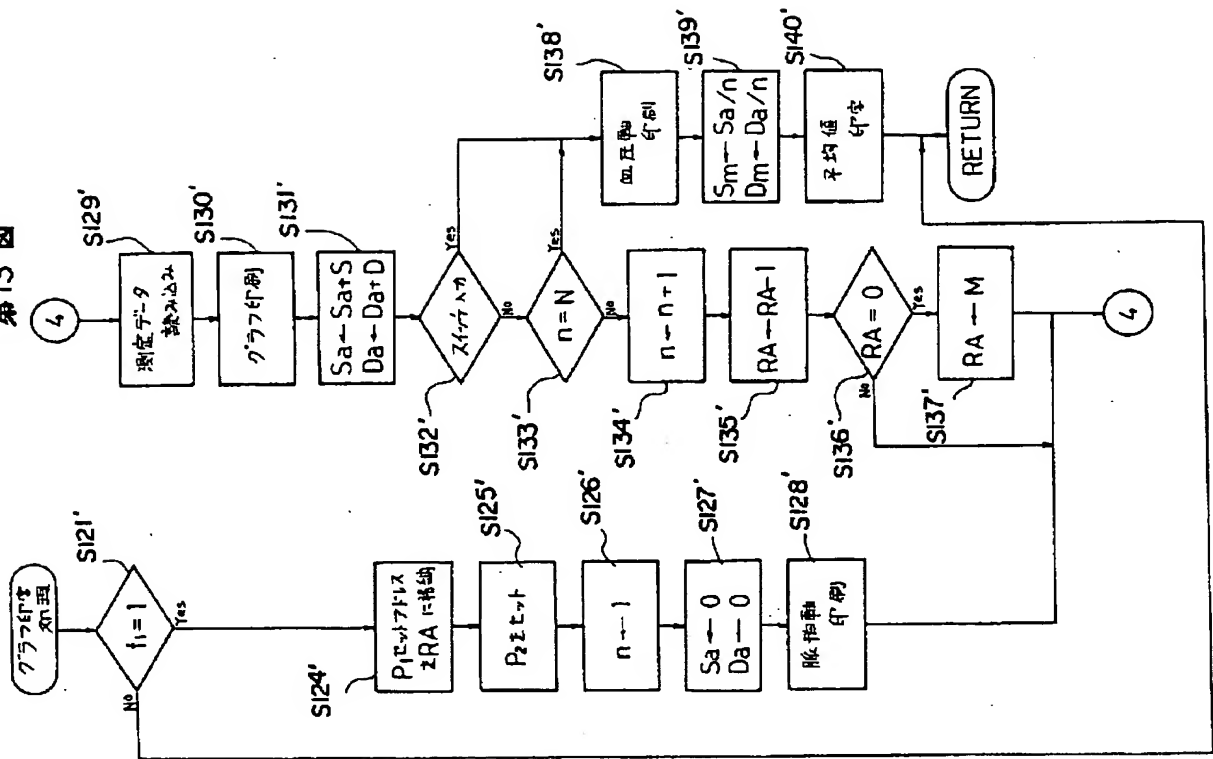 第13図
グラフ印字
処理
S121'
f1=1
No
Yes
P1セットアドレス
をRAに格納
S124'
P2をセット
S125'
n←1
S126'
Sa←0
Da←0
S127'
脈拍軸
印刷
S128'
4
測定データ
読み込み
S129'
グラフ印刷
S130'
Sa←Sa+S
Da←Da+D
S131'
スイッチ入力
S132'
Yes
No
n=N
S133'
Yes
No
n←n+1
S134'
RA←RA-1
S135'
RA=0
S136'
No
Yes
RA←M
S137'
4
血圧軸
印刷
S138'
Sm←Sa/n
Dm←Da/n
S139'
平均値
印字
S140'
RETURN